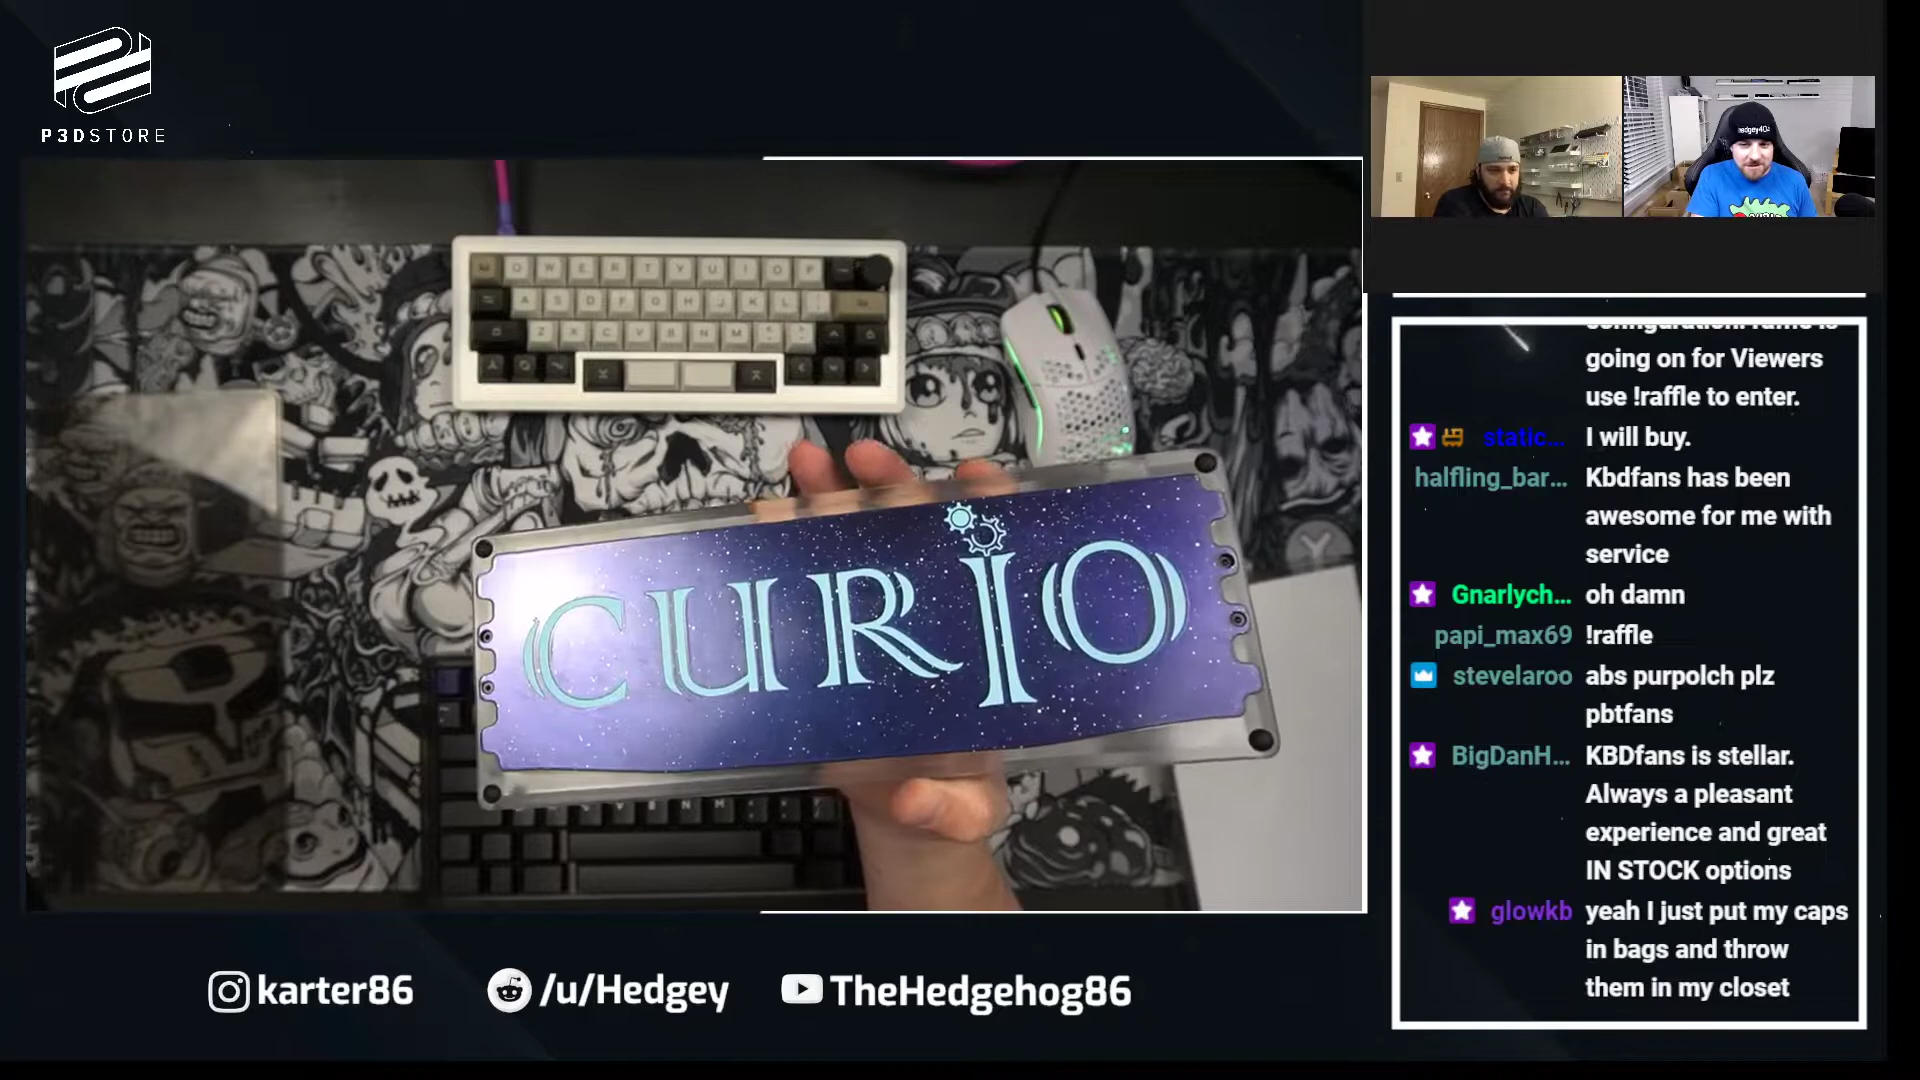 P3DSTORE
hedgey404
Q W E R T Y U I O P
A S D F G H J K L
Z X C V B N M
CURIO
going on for Viewers
use !raffle to enter.
static... I will buy.
halfling_bar... Kbdfans has been
awesome for me with
service
Gnarlych... oh damn
papi_max69 !raffle
stevelaroo abs purpolch plz
pbtfans
BigDanH... KBDfans is stellar.
Always a pleasant
experience and great
IN STOCK options
glowkb yeah I just put my caps
in bags and throw
them in my closet
karter86
/u/Hedgey
TheHedgehog86